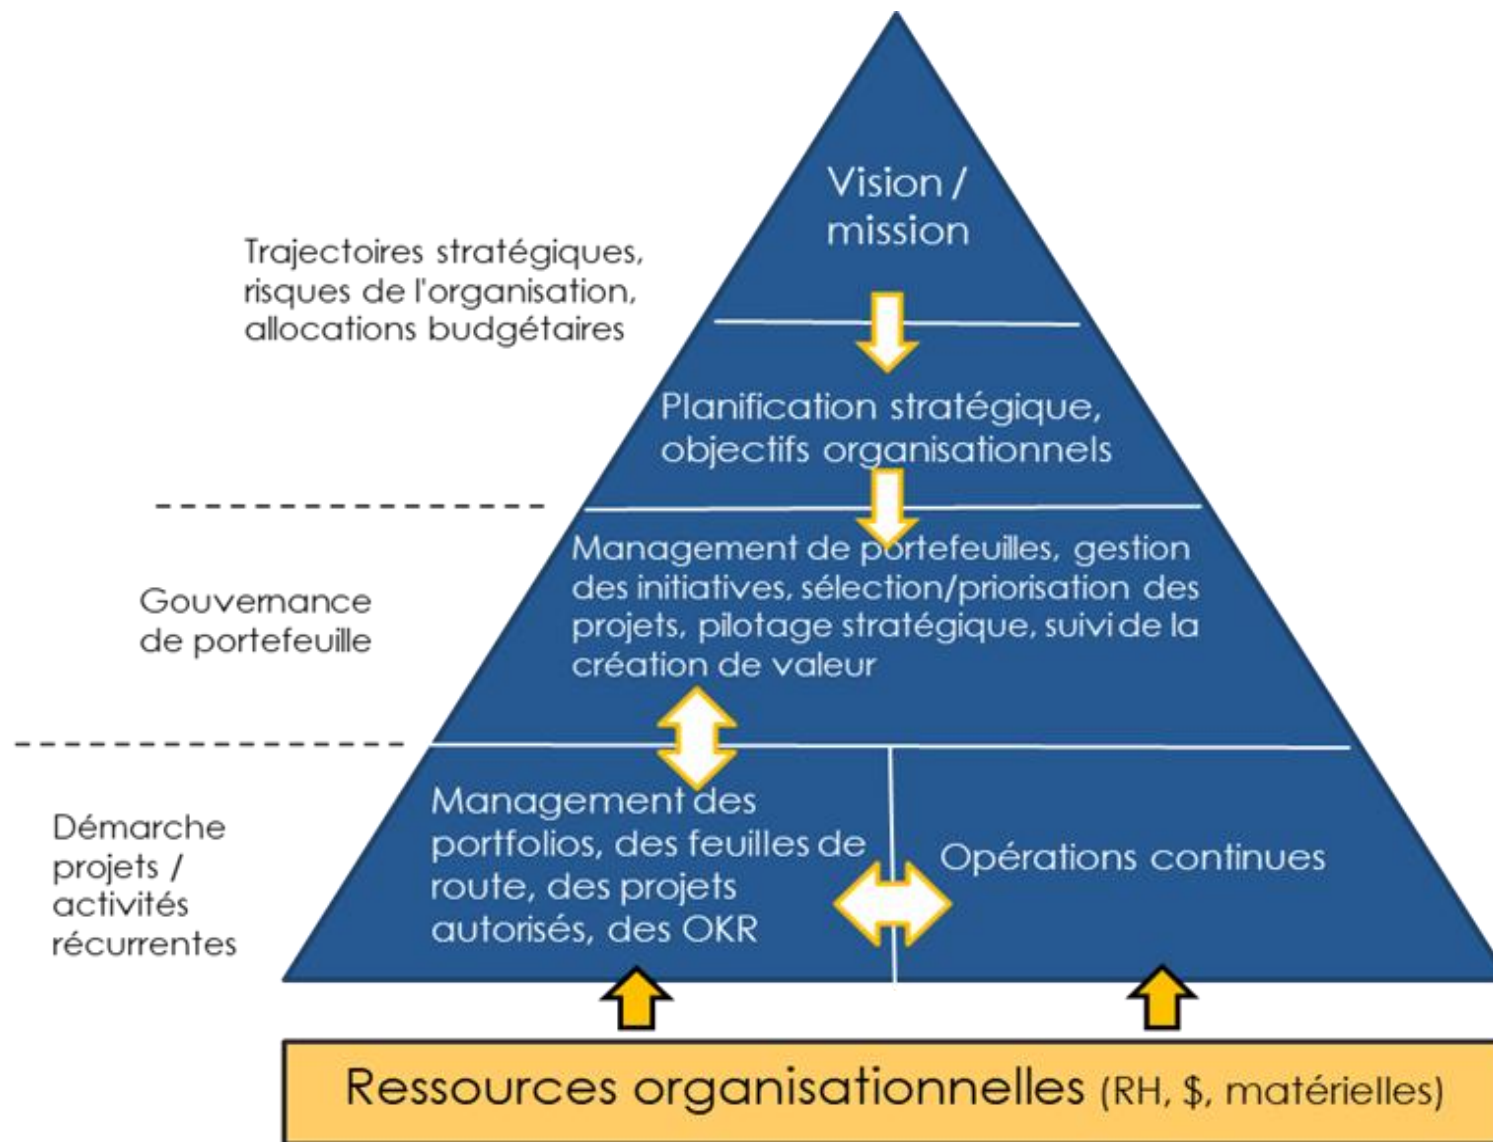 Vision /
mission
Trajectoires stratégiques,
risques de l'organisation,
allocations budgétaires
Planification stratégique,
objectifs organisationnels
Gouvernance
de portefeuille
Management de portefeuilles, gestion
des initiatives, sélection/priorisation des
projets, pilotage stratégique, suivi de la
création de valeur
Démarche
projets /
activités
récurrentes
Management des
portfolios, des feuilles de
route, des projets
autorisés, des OKR
Opérations continues
Ressources organisationnelles (RH, $, matérielles)